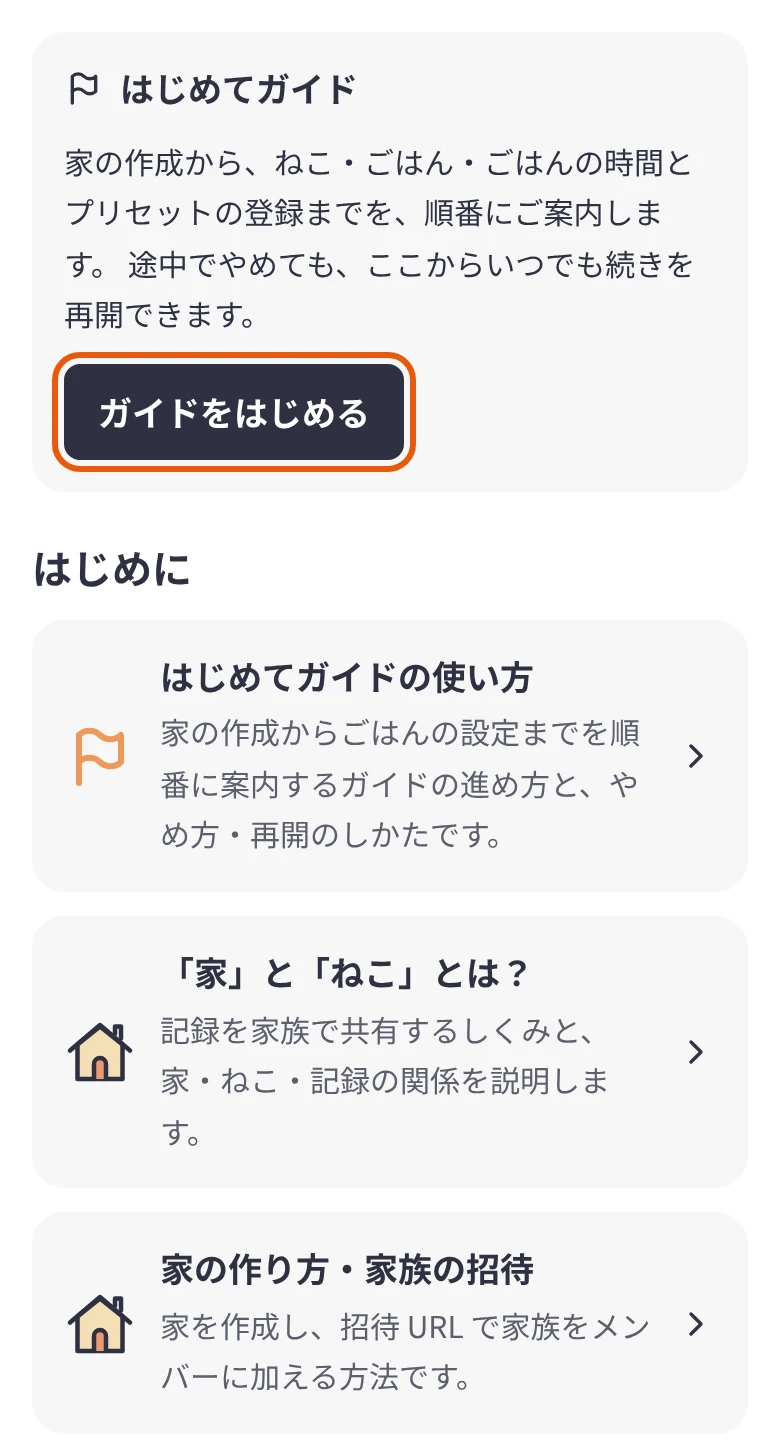 はじめてガイド
家の作成から、ねこ・ごはん・ごはんの時間と
プリセットの登録までを、順番にご案内しま
す。 途中でやめても、ここからいつでも続きを
再開できます。
ガイドをはじめる
はじめに
はじめてガイドの使い方
家の作成からごはんの設定までを順
番に案内するガイドの進め方と、や
め方・再開のしかたです。
「家」と「ねこ」とは？
記録を家族で共有するしくみと、
家・ねこ・記録の関係を説明しま
す。
家の作り方・家族の招待
家を作成し、招待 URL で家族をメン
バーに加える方法です。